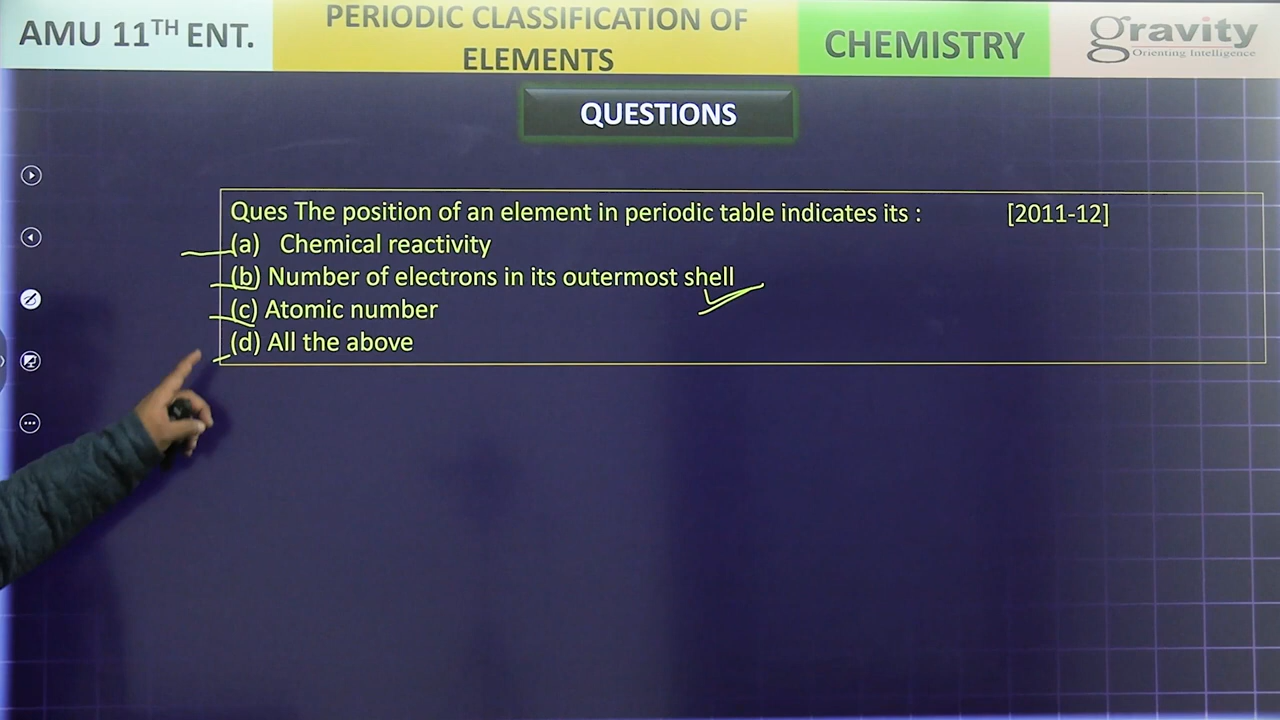 AMU 11TH ENT.
PERIODIC CLASSIFICATION OF
ELEMENTS
CHEMISTRY
gravity
Orienting Intelligence
QUESTIONS
Ques The position of an element in periodic table indicates its : [2011-12]
(a) Chemical reactivity
(b) Number of electrons in its outermost shell
(c) Atomic number
(d) All the above